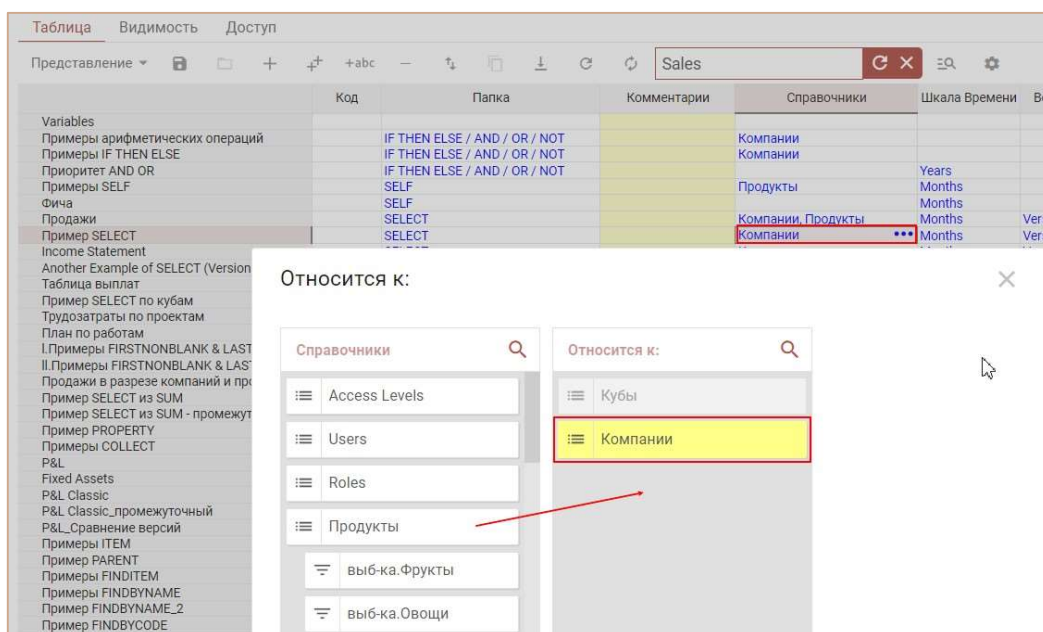 Таблица Видимость Доступ
Представление +abc Sales
Код Папка Комментарии Справочники Шкала Времени
Variables
Примеры арифметических операций IF THEN ELSE / AND / OR / NOT Компании
Примеры IF THEN ELSE IF THEN ELSE / AND / OR / NOT Компании
Приоритет AND OR IF THEN ELSE / AND / OR / NOT Years
Примеры SELF SELF Продукты Months
Фича SELF Months
Продажи SELECT Компании, Продукты Months Ver
Пример SELECT SELECT Компании ••• Months Ver
Income Statement
Another Example of SELECT (Version
Таблица выплат
Пример SELECT по кубам
Трудозатраты по проектам
План по работам
I.Примеры FIRSTNONBLANK & LAST
II.Примеры FIRSTNONBLANK & LAS
Продажи в разрезе компаний и пр
Пример SELECT из SUM
Пример SELECT из SUM - промежут
Пример PROPERTY
Примеры COLLECT
P&L
Fixed Assets
P&L Classic
P&L Classic_промежуточный
P&L_Сравнение версий
Примеры ITEM
Пример PARENT
Примеры FINDITEM
Примеры FINDBYNAME
Пример FINDBYNAME_2
Пример FINDBYCODE
Относится к:
Справочники
Access Levels
Users
Roles
Продукты
выб-ка.Фрукты
выб-ка.Овощи
Относится к:
Кубы
Компании